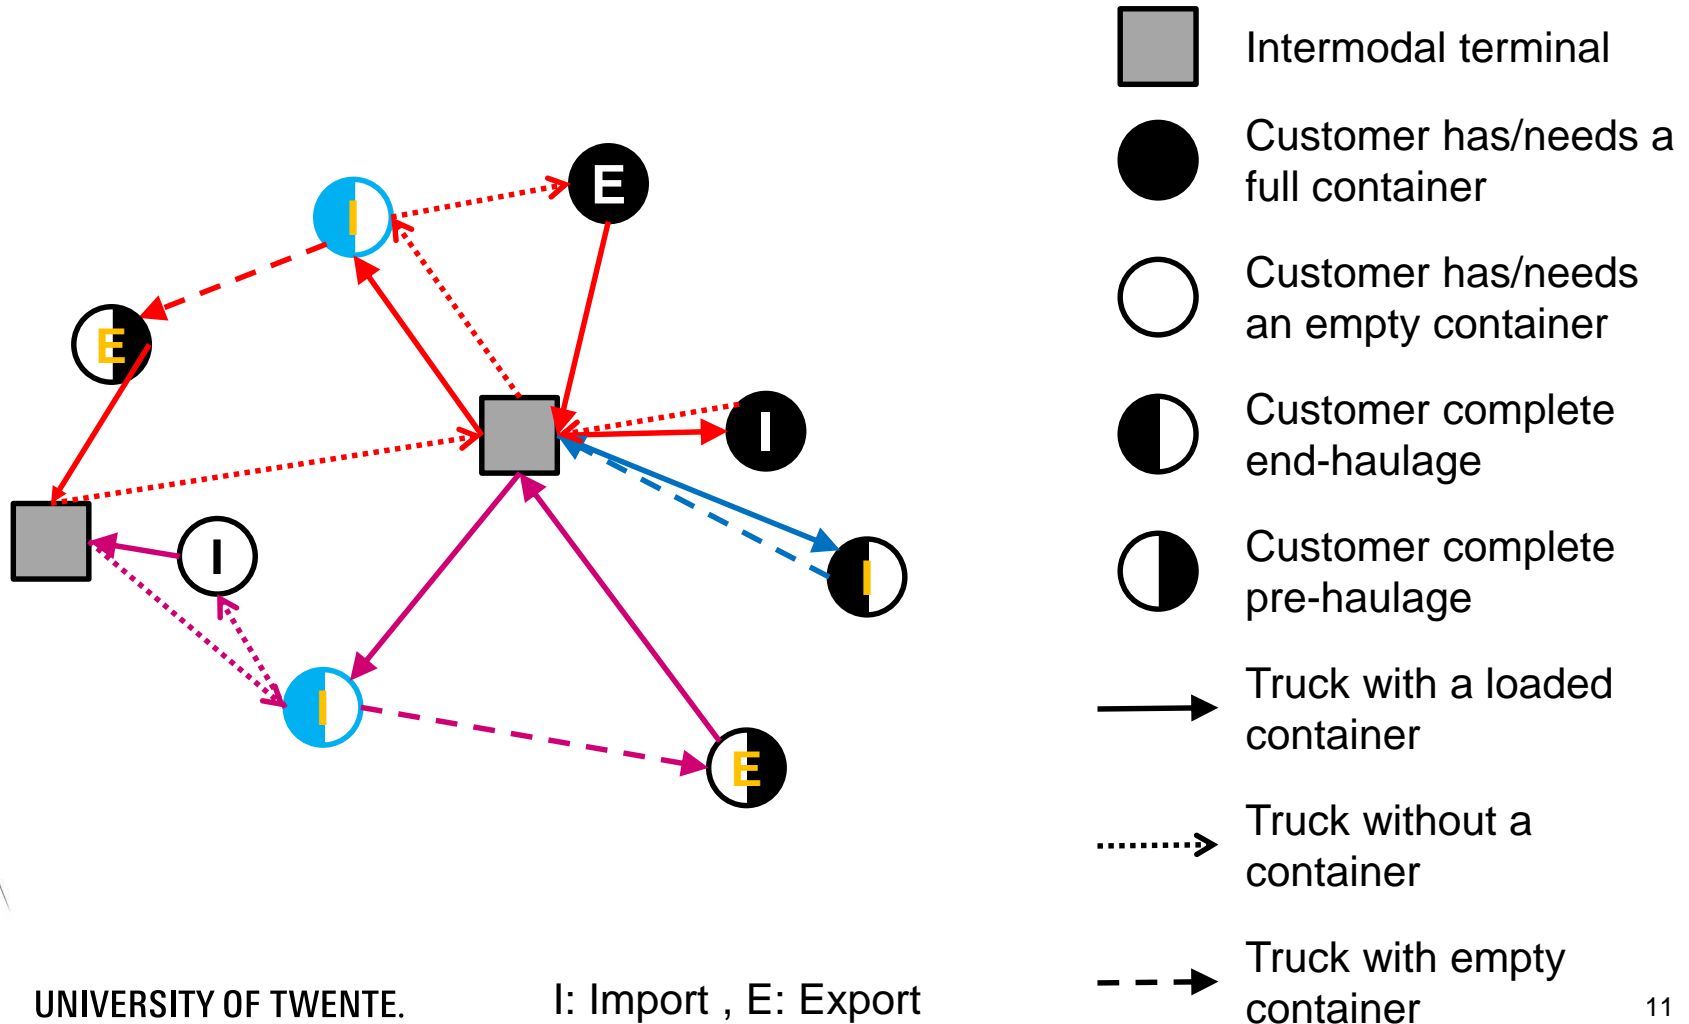 Intermodal terminal
Customer has/needs a
full container
Customer has/needs
an empty container
Customer complete
end-haulage
Customer complete
pre-haulage
Truck with a loaded
container
Truck without a
container
Truck with empty
container
I
E
E
I
I
I
I
E
UNIVERSITY OF TWENTE.
I: Import , E: Export
11